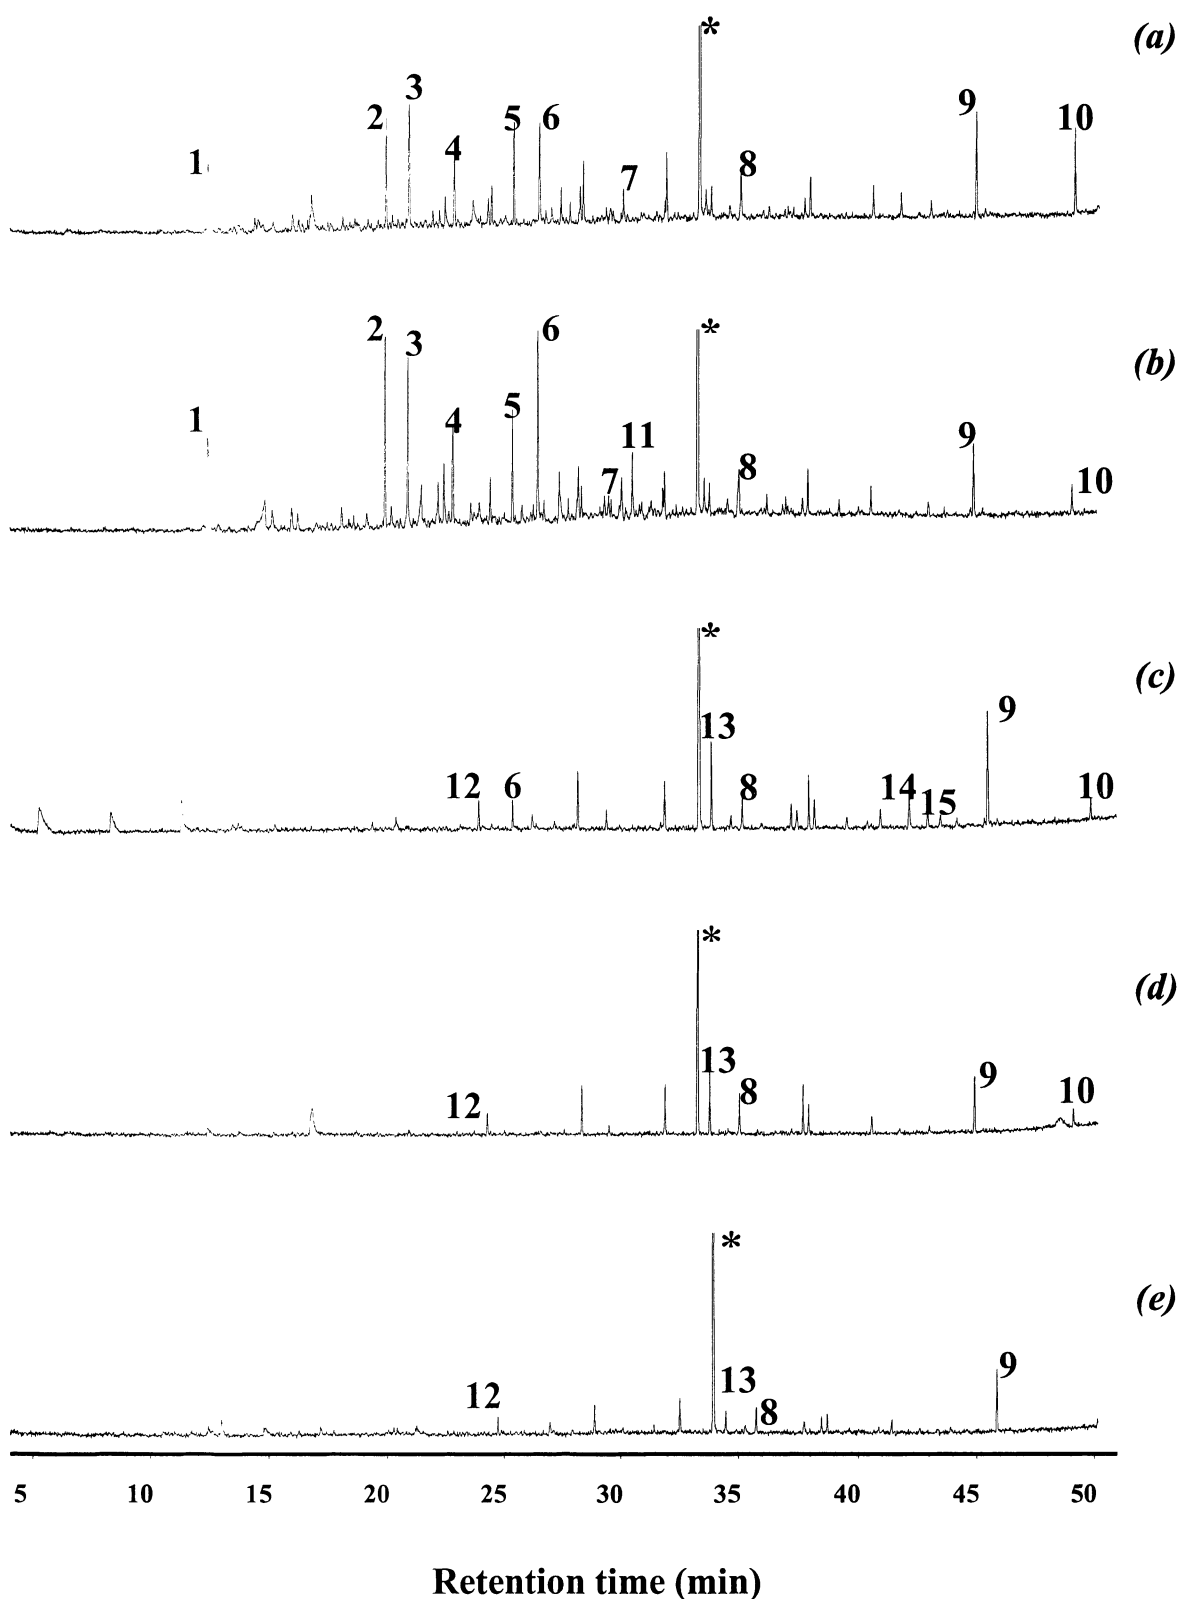 (a)
*
1 2 3 4 5 6 7 8 9 10
(b)
*
1 2 3 4 5 6 7 11 8 9 10
(c)
*
12 6 13 8 14 15 9 10
(d)
*
12 13 8 9 10
(e)
*
12 13 8 9
5 10 15 20 25 30 35 40 45 50
Retention time (min)